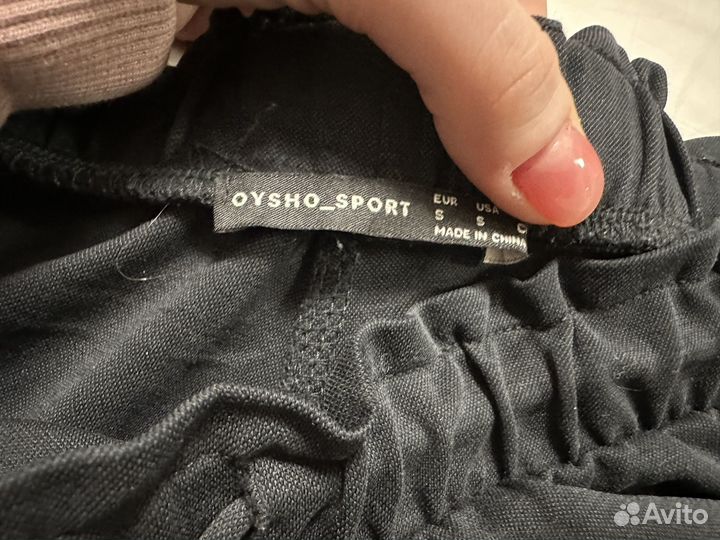 OYSHO_SPORT
EUR USA
S S
MADE IN CHINA
Avito